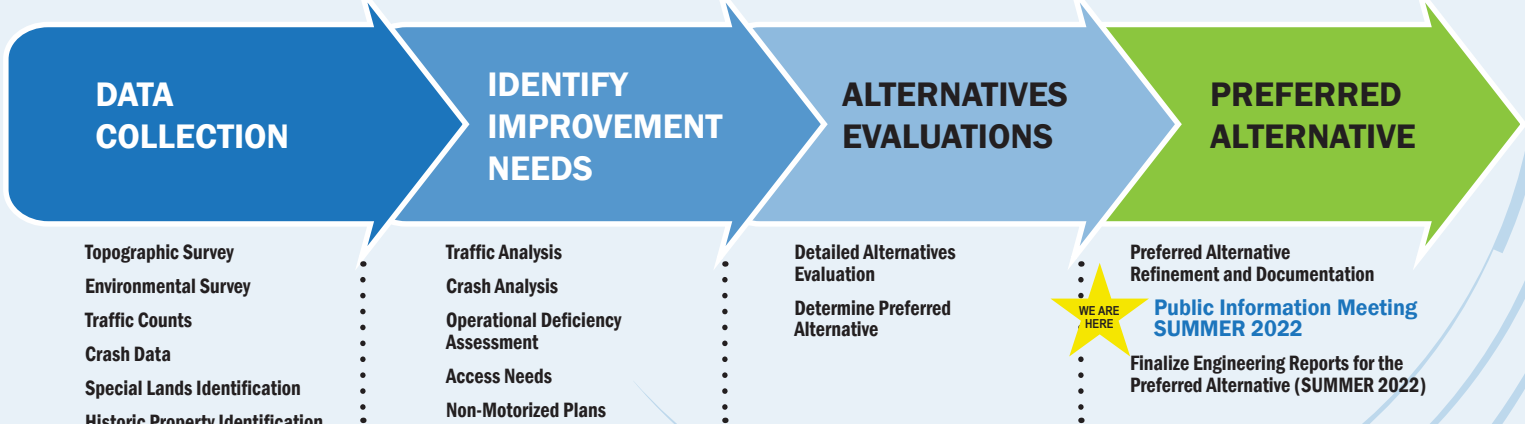 DATA
COLLECTION
IDENTIFY
IMPROVEMENT
NEEDS
ALTERNATIVES
EVALUATIONS
PREFERRED
ALTERNATIVE
Topographic Survey
Environmental Survey
Traffic Counts
Crash Data
Special Lands Identification
Historic Property Identification
Traffic Analysis
Crash Analysis
Operational Deficiency
Assessment
Access Needs
Non-Motorized Plans
Detailed Alternatives
Evaluation
Determine Preferred
Alternative
Preferred Alternative
Refinement and Documentation
WE ARE
HERE
Public Information Meeting
SUMMER 2022
Finalize Engineering Reports for the
Preferred Alternative (SUMMER 2022)